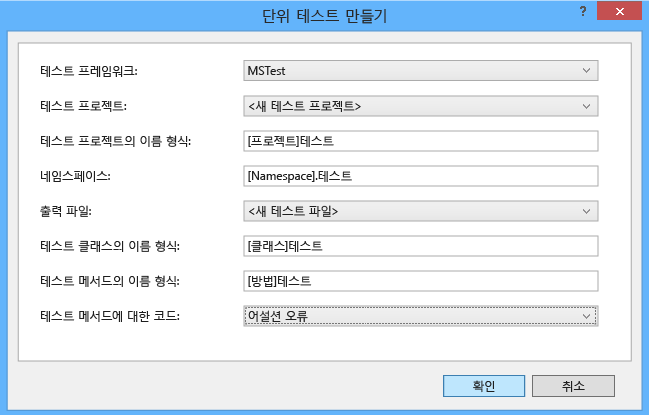 단위 테스트 만들기
?
테스트 프레임워크: MSTest
테스트 프로젝트: <새 테스트 프로젝트>
테스트 프로젝트의 이름 형식: [프로젝트]테스트
네임스페이스: [Namespace].테스트
출력 파일: <새 테스트 파일>
테스트 클래스의 이름 형식: [클래스]테스트
테스트 메서드의 이름 형식: [방법]테스트
테스트 메서드에 대한 코드: 어설션 오류
확인 취소